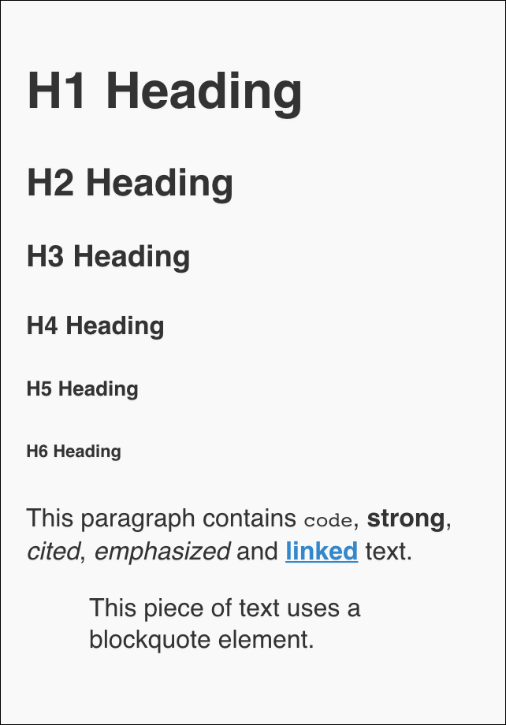 H1 Heading
H2 Heading
H3 Heading
H4 Heading
H5 Heading
H6 Heading
This paragraph contains code, strong,
cited, emphasized and linked text.
This piece of text uses a
blockquote element.